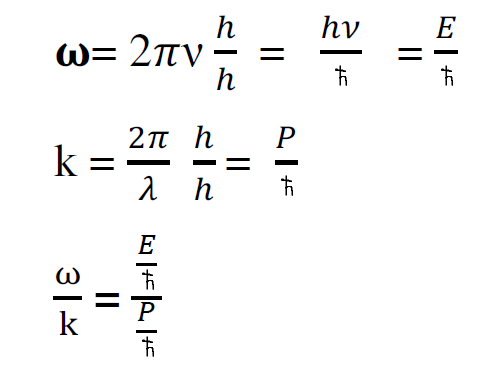 ω= 2πν h/h = hν/ħ = E/ħ
k = 2π/λ h/h = P/ħ
ω/k = (E/ħ)/(P/ħ)